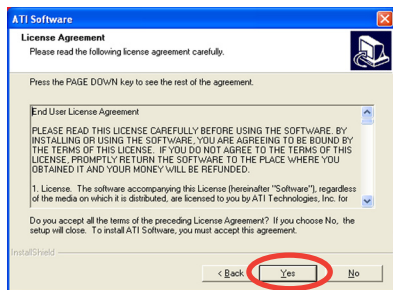 ATI Software
License Agreement
Please read the following license agreement carefully.
Press the PAGE DOWN key to see the rest of the agreement.
End User License Agreement
PLEASE READ THIS LICENSE CAREFULLY BEFORE USING THE SOFTWARE. BY
INSTALLING OR USING THE SOFTWARE, YOU ARE AGREEING TO BE BOUND BY
THE TERMS OF THIS LICENSE. IF YOU DO NOT AGREE TO THE TERMS OF THIS
LICENSE, PROMPTLY RETURN THE SOFTWARE TO THE PLACE WHERE YOU
OBTAINED IT AND YOUR MONEY WILL BE REFUNDED.
1. License. The software accompanying this License (hereinafter "Software"), regardless
of the media on which it is distributed, are licensed to you by ATI Technologies, Inc. for
Do you accept all the terms of the preceding License Agreement? If you choose No, the
setup will close. To install ATI Software, you must accept this agreement.
InstallShield
< Back Yes No